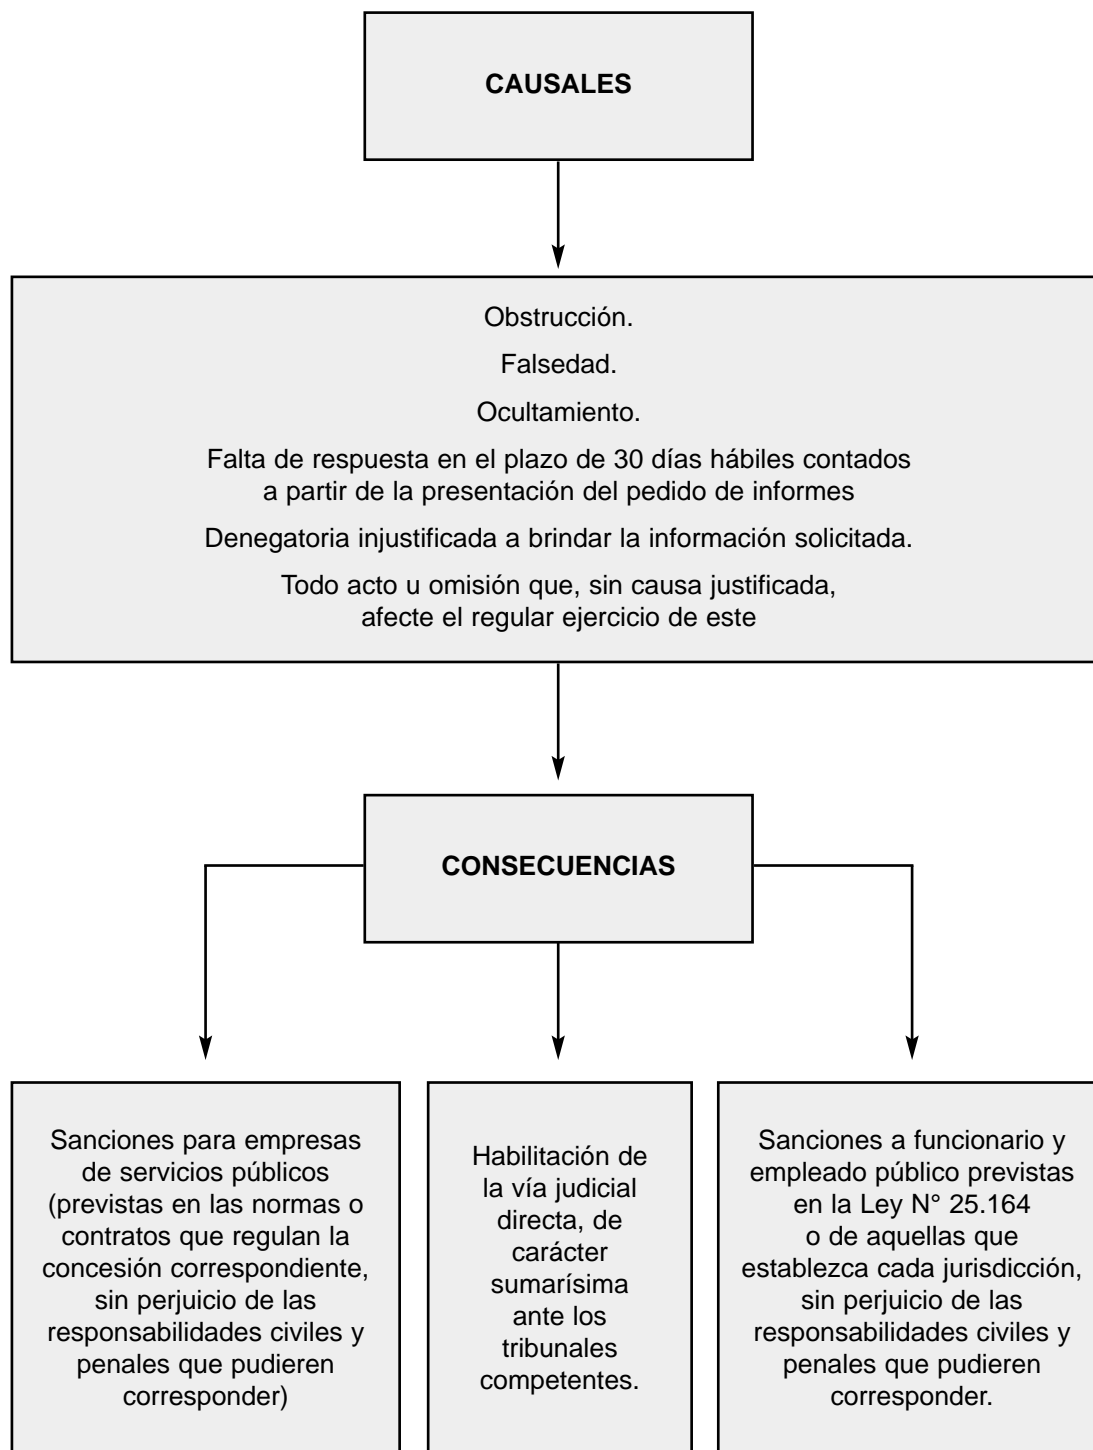 CAUSALES
Obstrucción.
Falsedad.
Ocultamiento.
Falta de respuesta en el plazo de 30 días hábiles contados
a partir de la presentación del pedido de informes
Denegatoria injustificada a brindar la información solicitada.
Todo acto u omisión que, sin causa justificada,
afecte el regular ejercicio de este
CONSECUENCIAS
Sanciones para empresas
de servicios públicos
(previstas en las normas o
contratos que regulan la
concesión correspondiente,
sin perjuicio de las
responsabilidades civiles y
penales que pudieren
corresponder)
Habilitación de
la vía judicial
directa, de
carácter
sumarísima
ante los
tribunales
competentes.
Sanciones a funcionario y
empleado público previstas
en la Ley N° 25.164
o de aquellas que
establezca cada jurisdicción,
sin perjuicio de las
responsabilidades civiles y
penales que pudieren
corresponder.